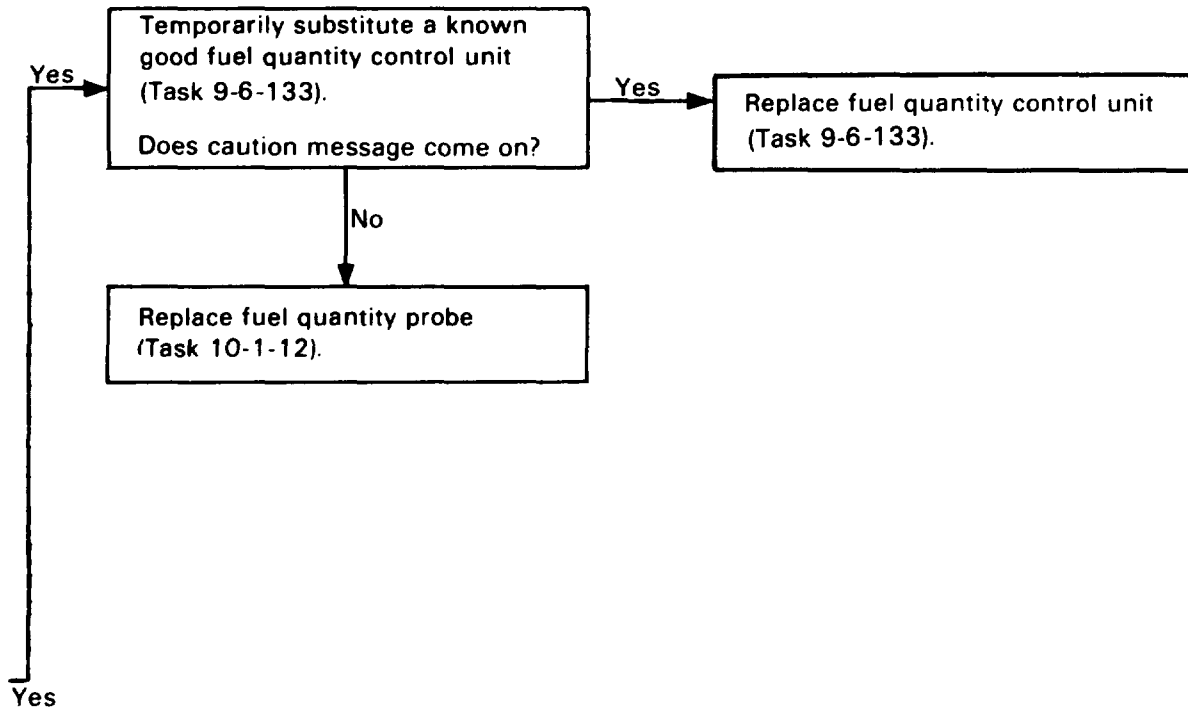 Temporarily substitute a known
good fuel quantity control unit
(Task 9-6-133).
Does caution message come on?
Yes
Yes
Replace fuel quantity control unit
(Task 9-6-133).
No
Replace fuel quantity probe
(Task 10-1-12).
Yes